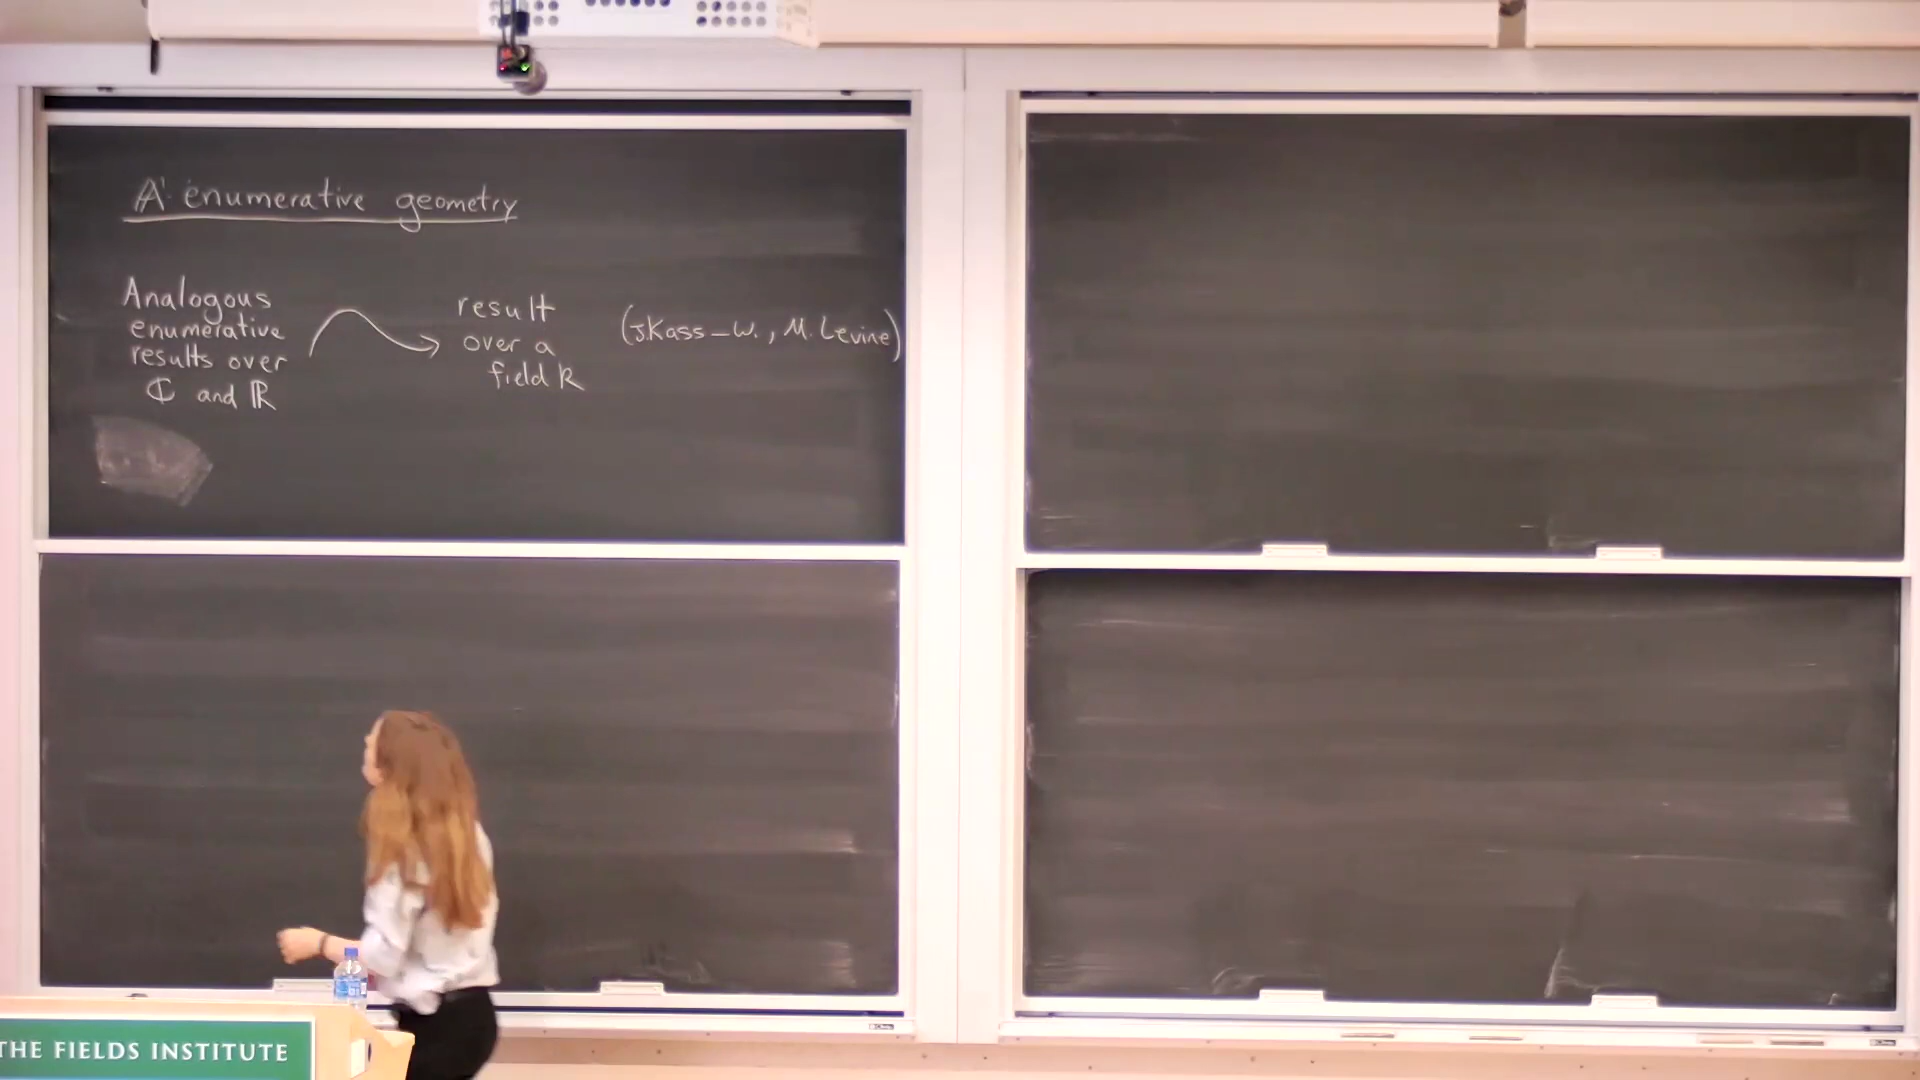 A¹ enumerative geometry
Analogous
enumerative
results over
ℂ and ℝ
result
over a
field k
(J.Kass–W., M. Levine)
THE FIELDS INSTITUTE